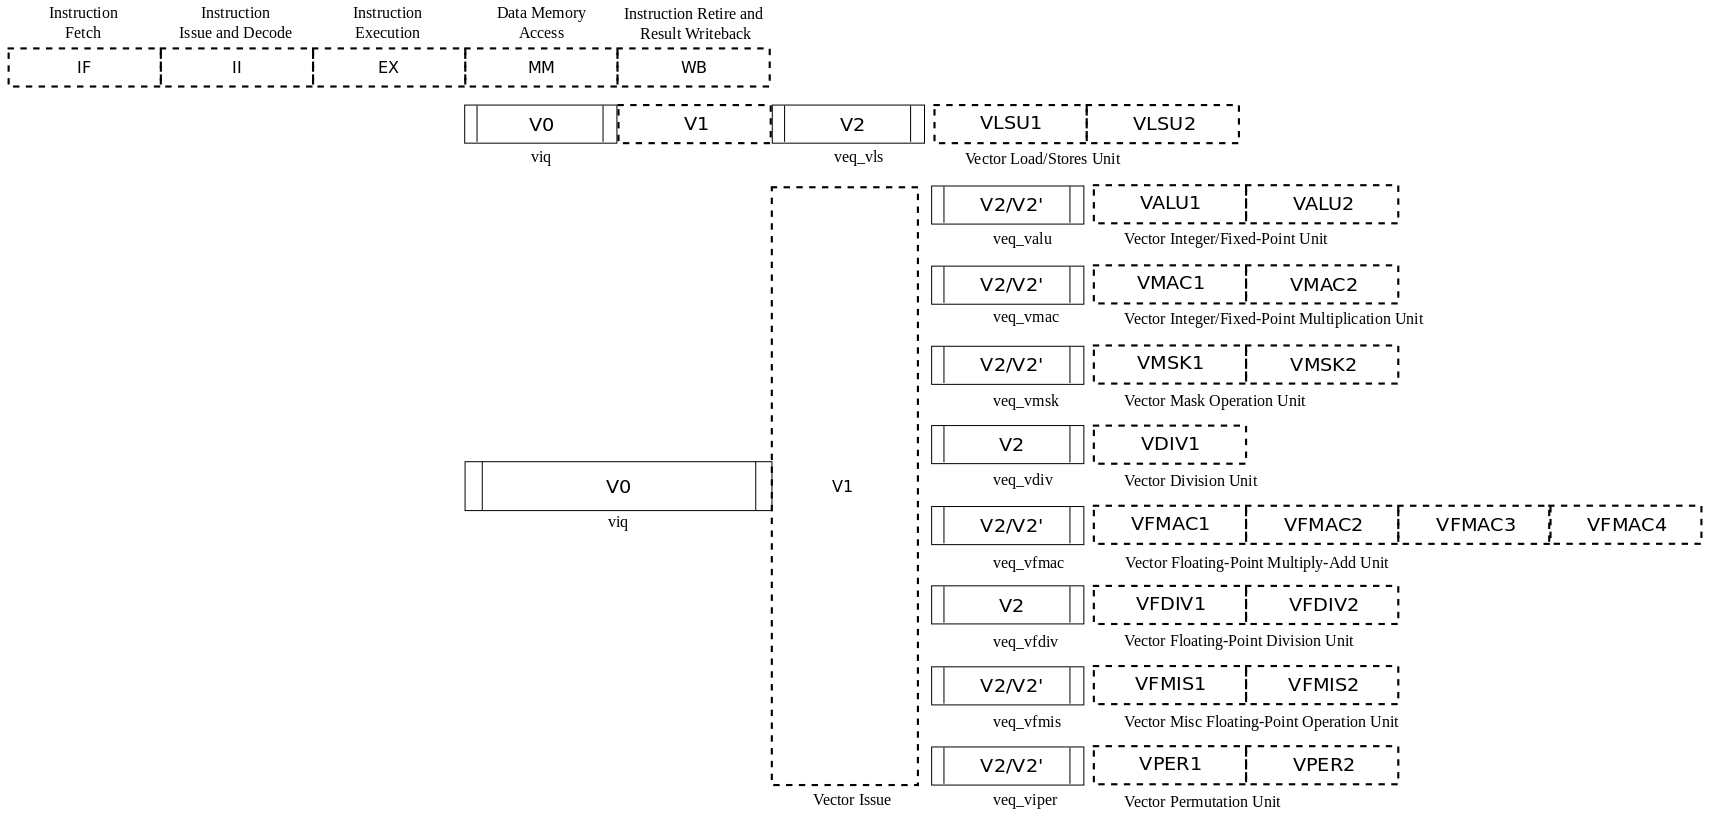 Instruction
Fetch
Instruction
Issue and Decode
Instruction
Execution
Data Memory
Access
Instruction Retire and
Result Writeback
IF
II
EX
MM
WB
V0
V1
V2
VLSU1
VLSU2
viq
veq_vls
Vector Load/Stores Unit
V2/V2'
VALU1
VALU2
veq_valu
Vector Integer/Fixed-Point Unit
V2/V2'
VMAC1
VMAC2
veq_vmac
Vector Integer/Fixed-Point Multiplication Unit
V2/V2'
VMSK1
VMSK2
veq_vmsk
Vector Mask Operation Unit
V2
VDIV1
veq_vdiv
Vector Division Unit
V0
viq
V1
V2/V2'
VFMAC1
VFMAC2
VFMAC3
VFMAC4
veq_vfmac
Vector Floating-Point Multiply-Add Unit
V2
VFDIV1
VFDIV2
veq_vfdiv
Vector Floating-Point Division Unit
V2/V2'
VFMIS1
VFMIS2
veq_vfmis
Vector Misc Floating-Point Operation Unit
V2/V2'
VPER1
VPER2
Vector Issue
veq_viper
Vector Permutation Unit